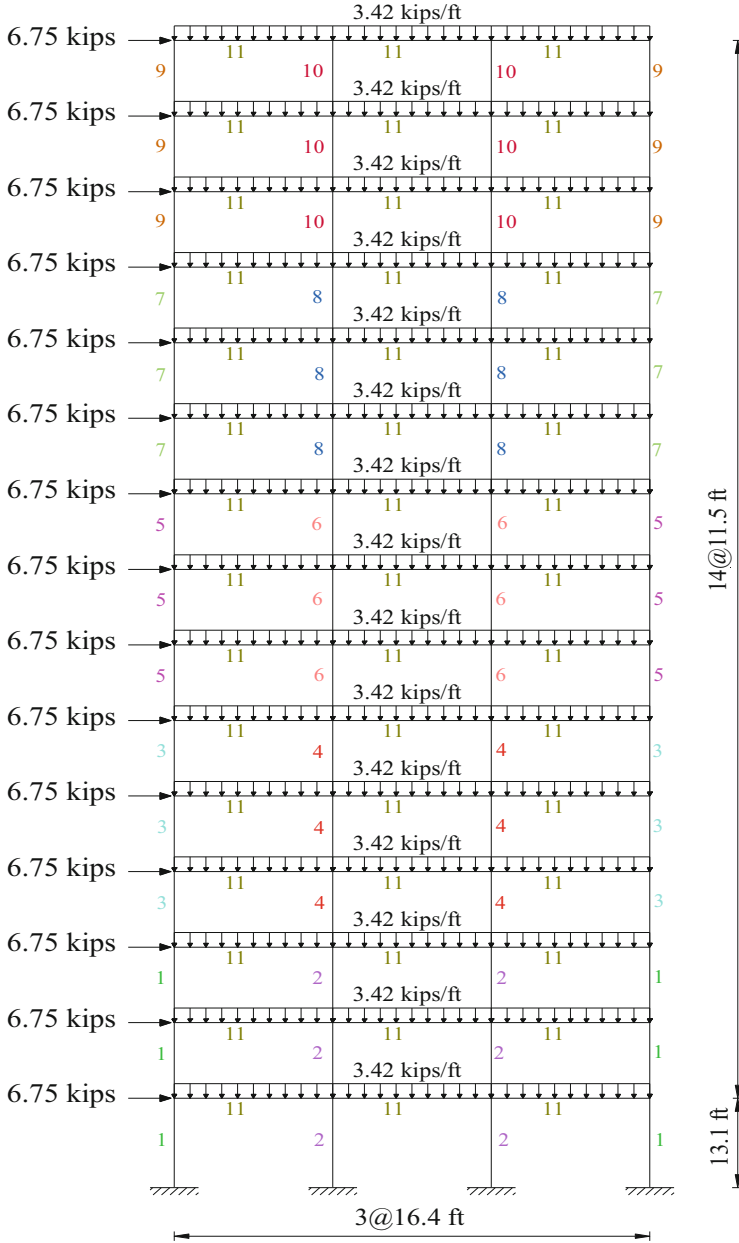 3.42 kips/ft
6.75 kips
11 11 11
9 10 10 9
3.42 kips/ft
6.75 kips
11 11 11
9 10 10 9
3.42 kips/ft
6.75 kips
11 11 11
9 10 10 9
3.42 kips/ft
6.75 kips
11 11 11
7 8 8 7
3.42 kips/ft
6.75 kips
11 11 11
7 8 8 7
3.42 kips/ft
6.75 kips
11 11 11
7 8 8 7
3.42 kips/ft
6.75 kips
11 11 11
5 6 6 5
3.42 kips/ft
6.75 kips
11 11 11
5 6 6 5
3.42 kips/ft
6.75 kips
11 11 11
5 6 6 5
3.42 kips/ft
6.75 kips
11 11 11
3 4 4 3
3.42 kips/ft
6.75 kips
11 11 11
3 4 4 3
3.42 kips/ft
6.75 kips
11 11 11
3 4 4 3
3.42 kips/ft
6.75 kips
11 11 11
1 2 2 1
3.42 kips/ft
6.75 kips
11 11 11
1 2 2 1
3.42 kips/ft
6.75 kips
11 11 11
1 2 2 1
14@11.5 ft
13.1 ft
3@16.4 ft